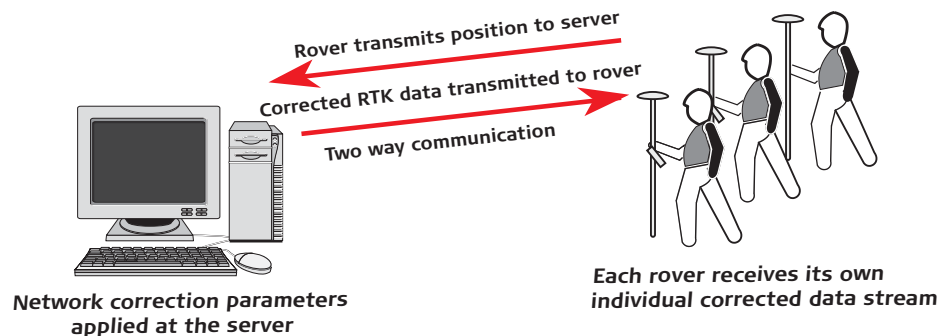 Rover transmits position to server
Corrected RTK data transmitted to rover
Two way communication
Network correction parameters
applied at the server
Each rover receives its own
individual corrected data stream